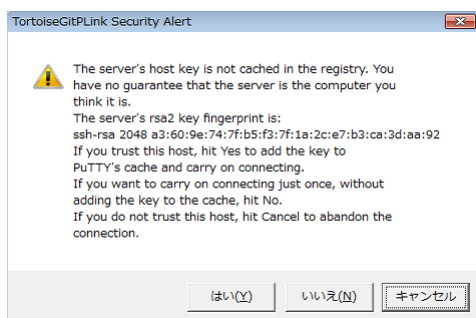 TortoiseGitPLink Security Alert
The server's host key is not cached in the registry. You
have no guarantee that the server is the computer you
think it is.
The server's rsa2 key fingerprint is:
ssh-rsa 2048 a3:60:9e:74:7f:b5:f3:7f:1a:2c:e7:b3:ca:3d:aa:92
If you trust this host, hit Yes to add the key to
PuTTY's cache and carry on connecting.
If you want to carry on connecting just once, without
adding the key to the cache, hit No.
If you do not trust this host, hit Cancel to abandon the
connection.
はい(Y) いいえ(N) キャンセル